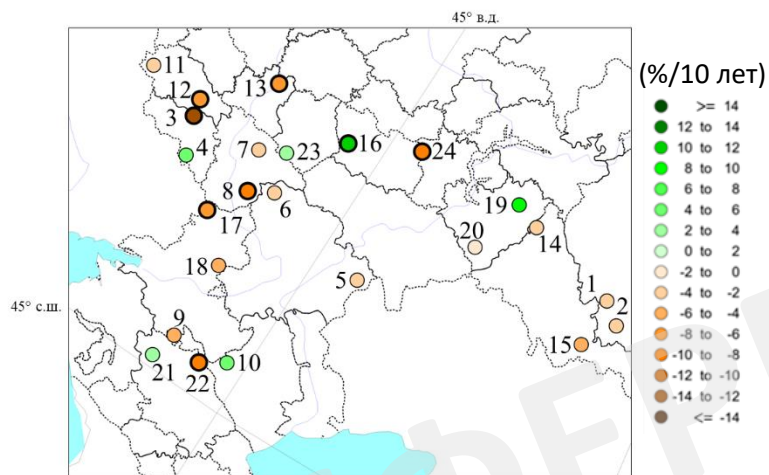 45° в.д.
(%/10 лет)
11
12
13
3
4
7
23
16
24
8
6
17
19
20
14
18
5
1
2
45° с.ш.
9
15
21
22
10
>= 14
12 to 14
10 to 12
8 to 10
6 to 8
4 to 6
2 to 4
0 to 2
-2 to 0
-4 to -2
-6 to -4
-8 to -6
-10 to -8
-12 to -10
-14 to -12
<= -14